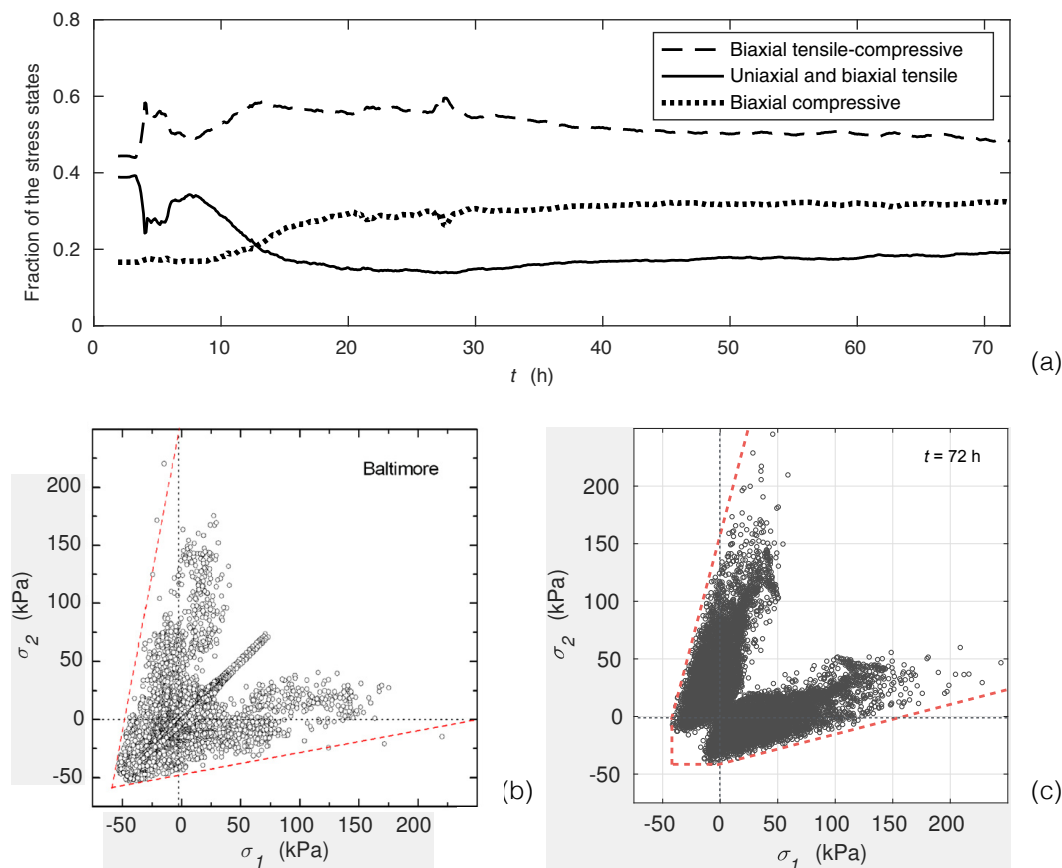 0.8
Biaxial tensile-compressive
Uniaxial and biaxial tensile
Biaxial compressive
0.6
0.4
0.2
0
Fraction of the stress states
0 10 20 30 40 50 60 70
t (h)
(a)
Baltimore
200
150
100
50
0
-50
σ2 (kPa)
-50 0 50 100 150 200
σ1 (kPa)
(b)
t = 72 h
200
150
100
50
0
-50
σ2 (kPa)
-50 0 50 100 150 200
σ1 (kPa)
(c)